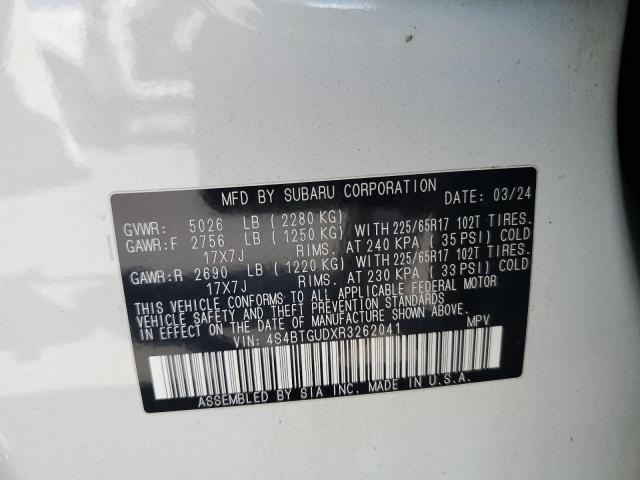 MFD BY SUBARU CORPORATION DATE: 03/24
GVWR: 5026 LB (2280 KG)
GAWR:F 2756 LB (1250 KG) WITH 225/65R17 102T TIRES.
17X7J RIMS. AT 240 KPA (35 PSI) COLD
GAWR:R 2690 LB (1220 KG) WITH 225/65R17 102T TIRES.
17X7J RIMS. AT 230 KPA (33 PSI) COLD
THIS VEHICLE CONFORMS TO ALL APPLICABLE FEDERAL MOTOR
VEHICLE SAFETY AND THEFT PREVENTION STANDARDS
IN EFFECT ON THE DATE OF MANUFACTURE SHOWN ABOVE.
VIN: 4S4BTGUDXR3262041 MPV
ASSEMBLED BY SIA INC. MADE IN U.S.A.